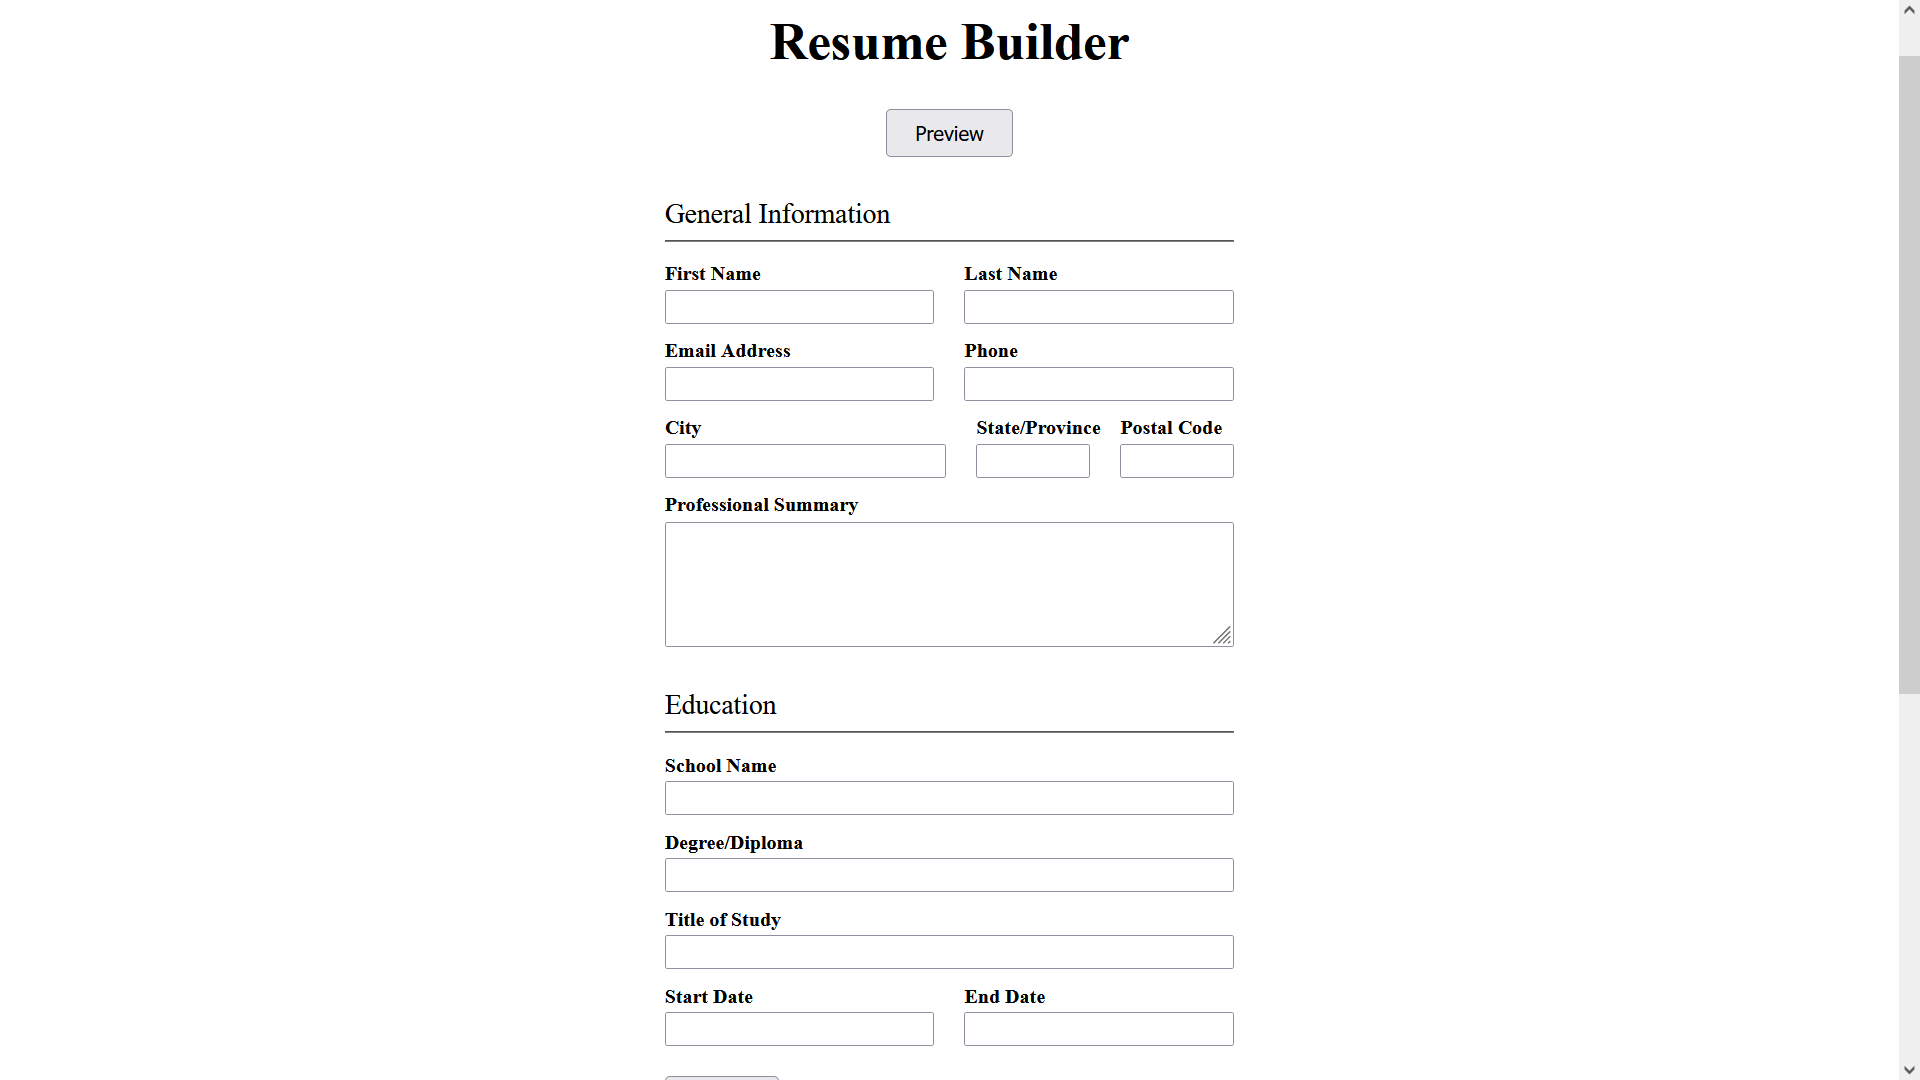 Resume Builder
Preview
General Information
First Name
Last Name
Email Address
Phone
City
State/Province
Postal Code
Professional Summary
Education
School Name
Degree/Diploma
Title of Study
Start Date
End Date